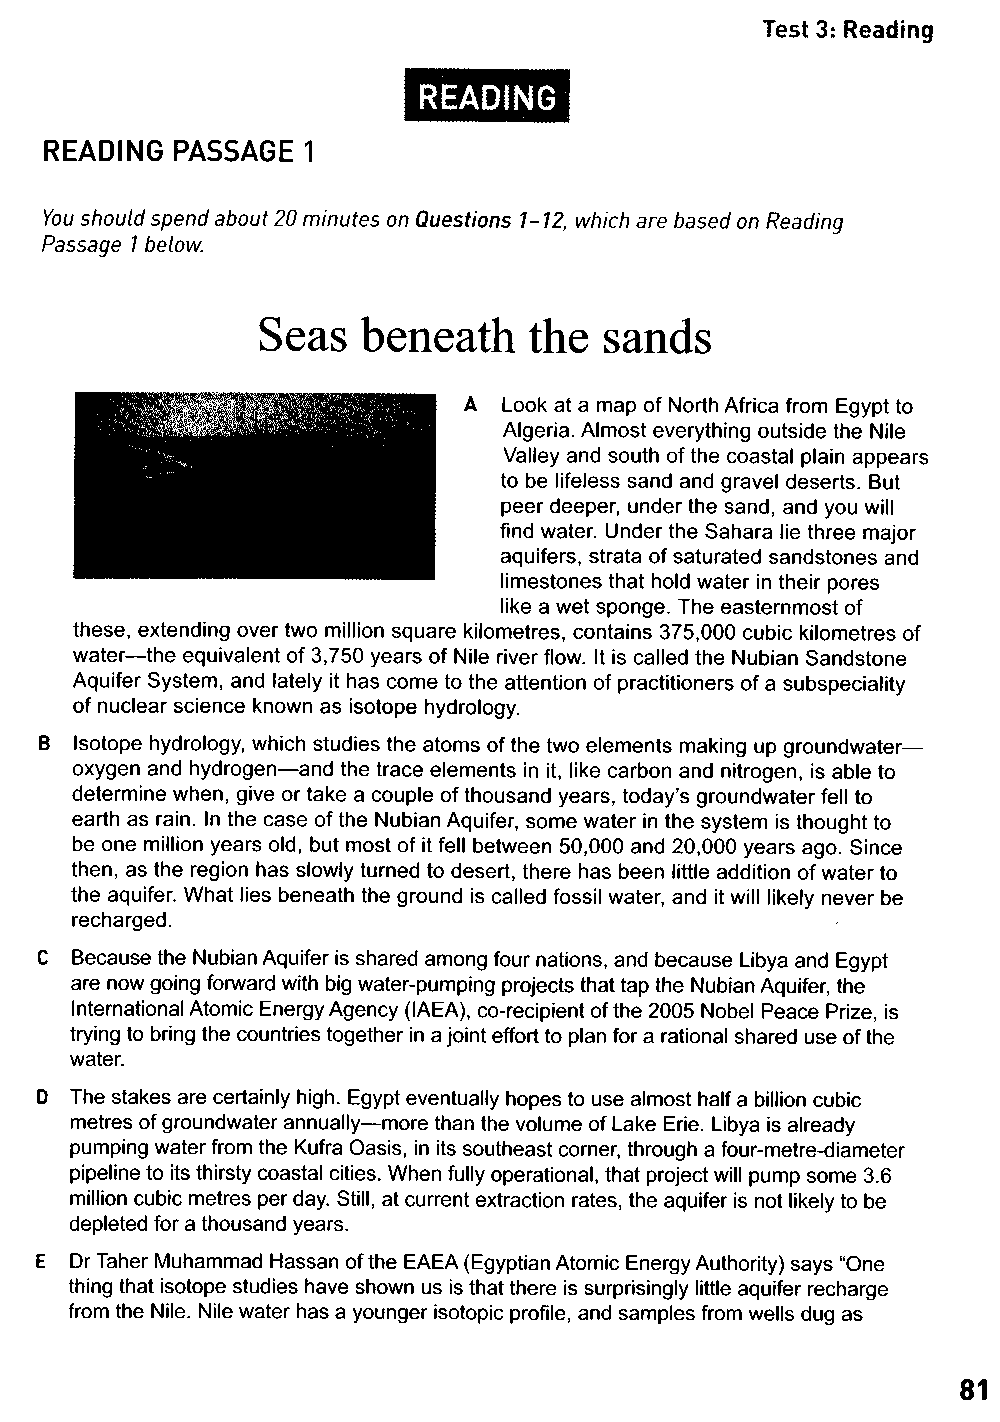 Test 3: Reading
READING
READING PASSAGE 1
You should spend about 20 minutes on Questions 1–12, which are based on Reading
Passage 1 below.
Seas beneath the sands
A Look at a map of North Africa from Egypt to
Algeria. Almost everything outside the Nile
Valley and south of the coastal plain appears
to be lifeless sand and gravel deserts. But
peer deeper, under the sand, and you will
find water. Under the Sahara lie three major
aquifers, strata of saturated sandstones and
limestones that hold water in their pores
like a wet sponge. The easternmost of
these, extending over two million square kilometres, contains 375,000 cubic kilometres of
water—the equivalent of 3,750 years of Nile river flow. It is called the Nubian Sandstone
Aquifer System, and lately it has come to the attention of practitioners of a subspeciality
of nuclear science known as isotope hydrology.
B Isotope hydrology, which studies the atoms of the two elements making up groundwater—
oxygen and hydrogen—and the trace elements in it, like carbon and nitrogen, is able to
determine when, give or take a couple of thousand years, today's groundwater fell to
earth as rain. In the case of the Nubian Aquifer, some water in the system is thought to
be one million years old, but most of it fell between 50,000 and 20,000 years ago. Since
then, as the region has slowly turned to desert, there has been little addition of water to
the aquifer. What lies beneath the ground is called fossil water, and it will likely never be
recharged.
C Because the Nubian Aquifer is shared among four nations, and because Libya and Egypt
are now going forward with big water-pumping projects that tap the Nubian Aquifer, the
International Atomic Energy Agency (IAEA), co-recipient of the 2005 Nobel Peace Prize, is
trying to bring the countries together in a joint effort to plan for a rational shared use of the
water.
D The stakes are certainly high. Egypt eventually hopes to use almost half a billion cubic
metres of groundwater annually—more than the volume of Lake Erie. Libya is already
pumping water from the Kufra Oasis, in its southeast corner, through a four-metre-diameter
pipeline to its thirsty coastal cities. When fully operational, that project will pump some 3.6
million cubic metres per day. Still, at current extraction rates, the aquifer is not likely to be
depleted for a thousand years.
E Dr Taher Muhammad Hassan of the EAEA (Egyptian Atomic Energy Authority) says “One
thing that isotope studies have shown us is that there is surprisingly little aquifer recharge
from the Nile. Nile water has a younger isotopic profile, and samples from wells dug as
81